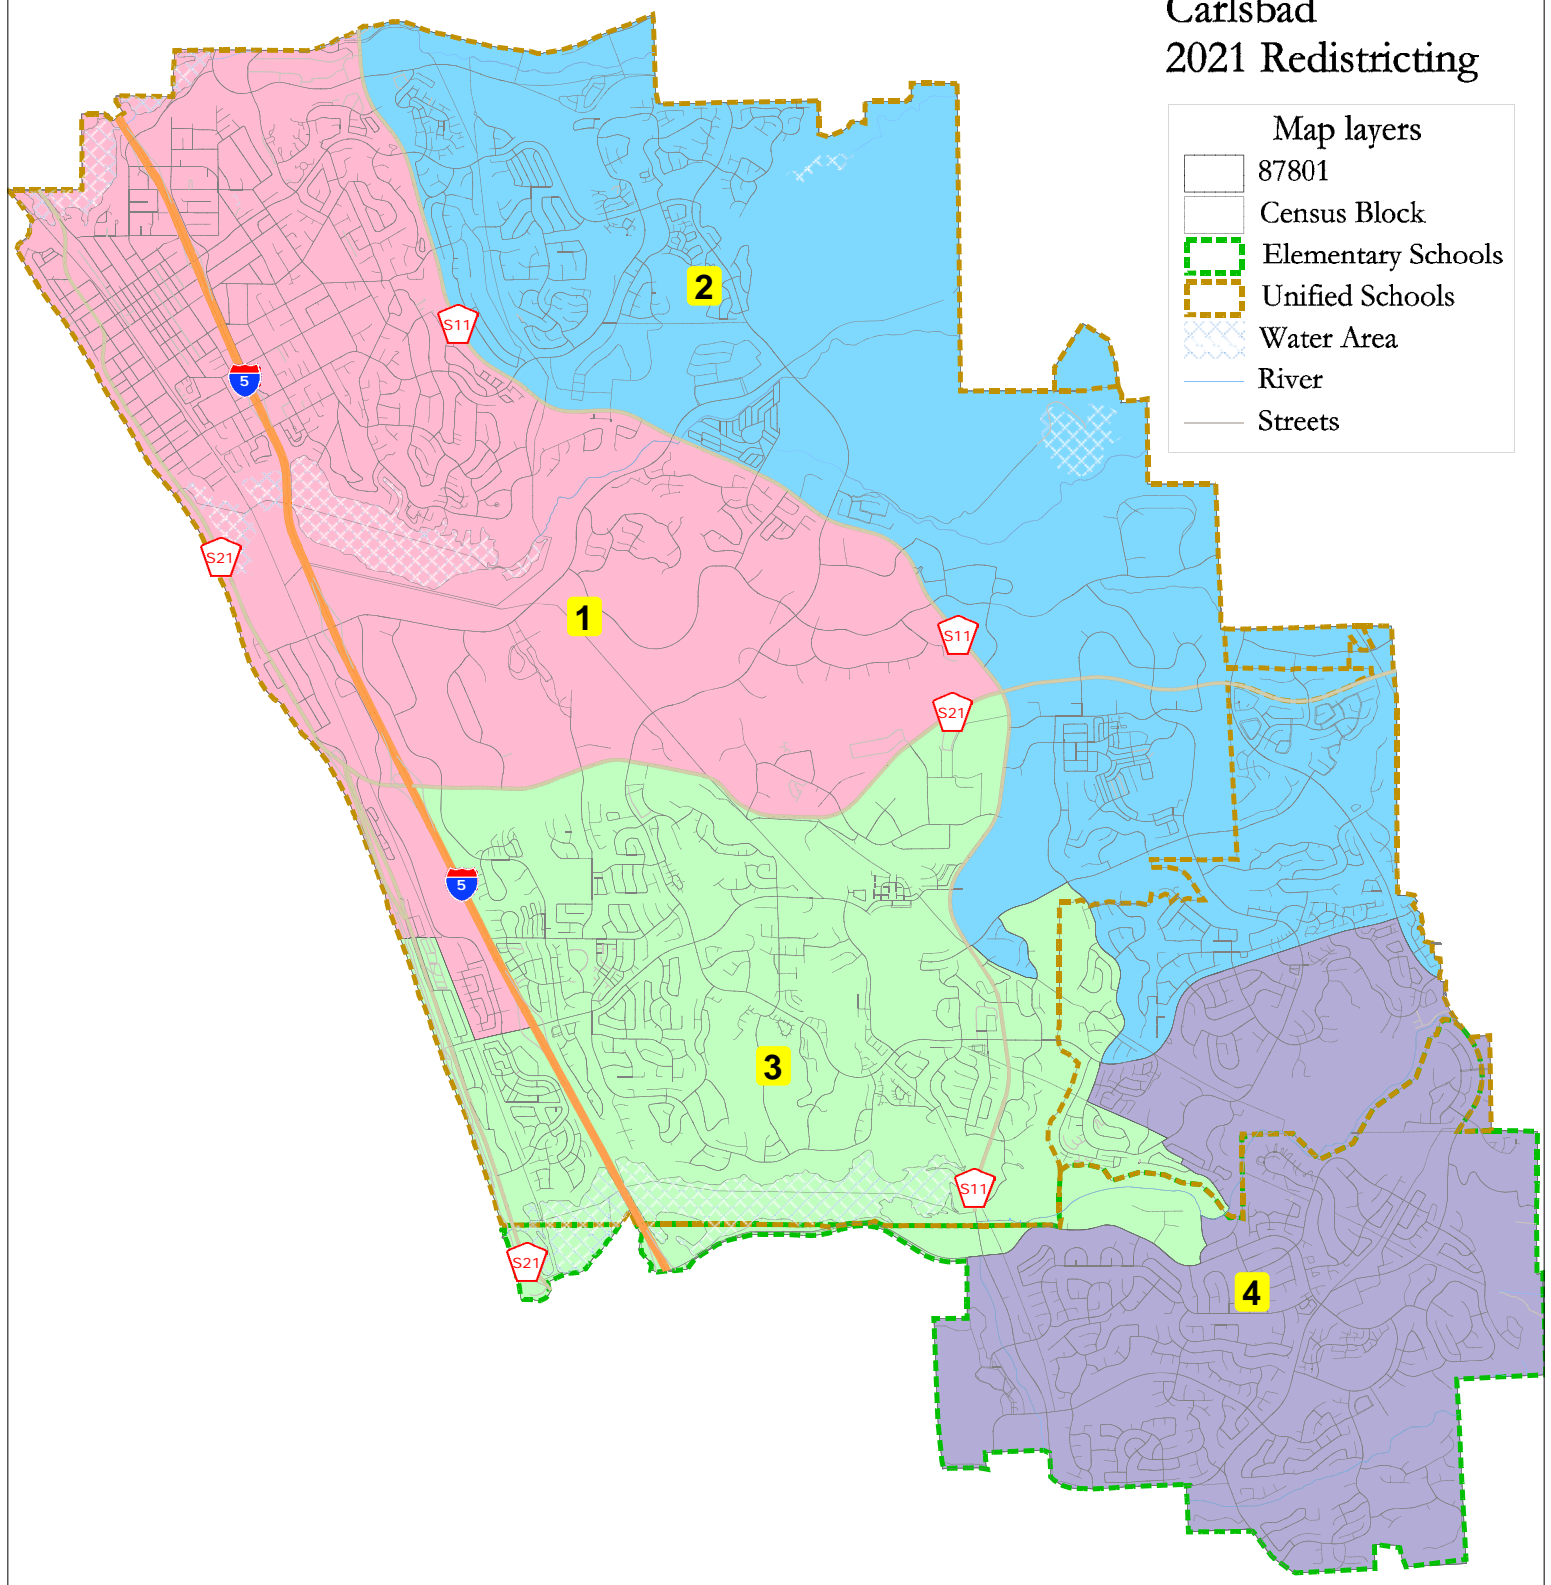 Carlsbad
2021 Redistricting
Map layers
87801
Census Block
Elementary Schools
Unified Schools
Water Area
River
Streets
2
S11
5
S21
1
S11
S21
5
3
S11
S21
4